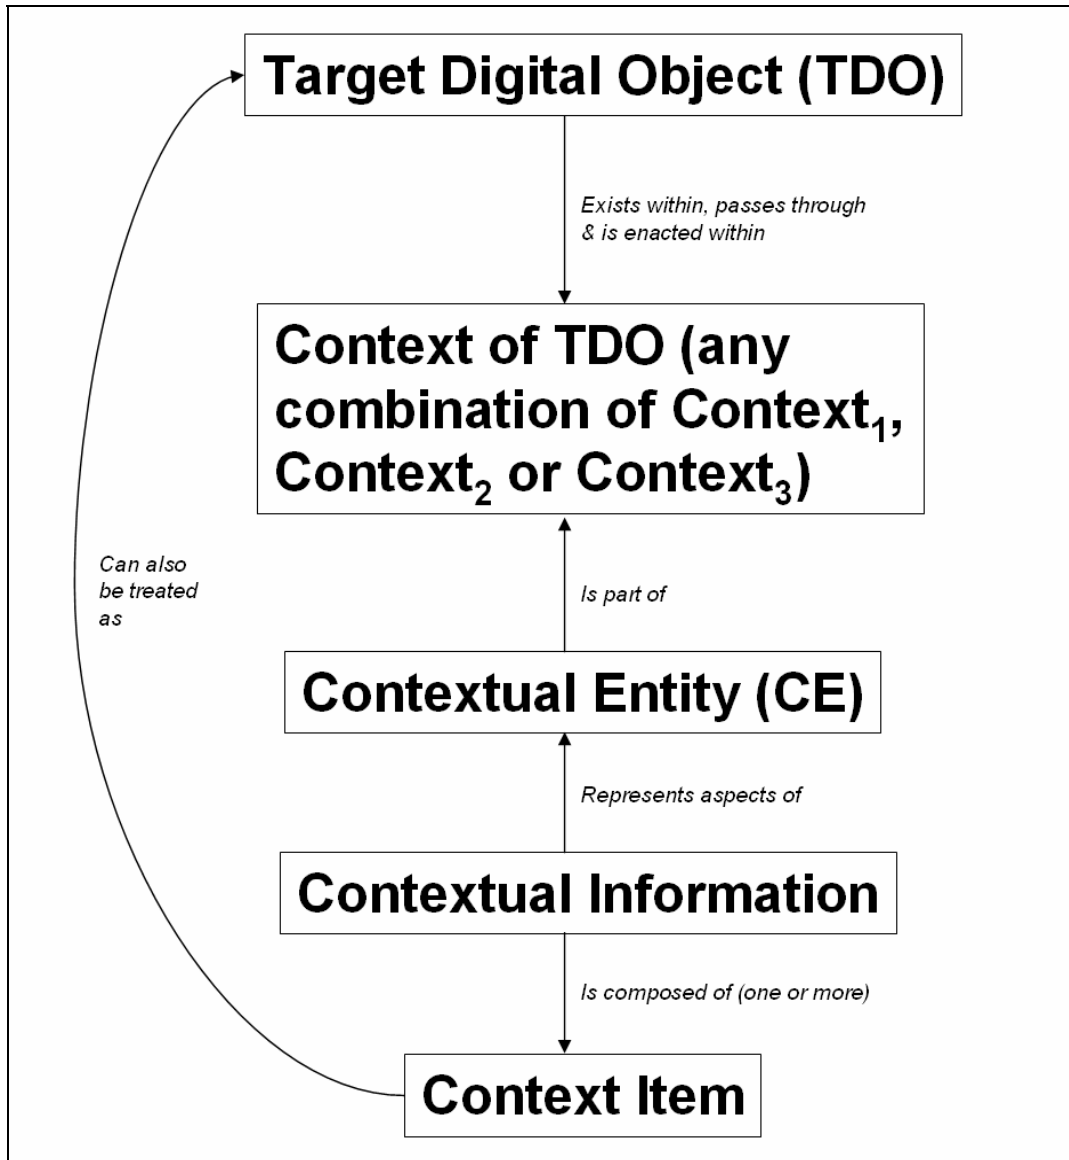 Target Digital Object (TDO)
Exists within, passes through
& is enacted within
Context of TDO (any
combination of Context₁,
Context₂ or Context₃)
Can also
be treated
as
Is part of
Contextual Entity (CE)
Represents aspects of
Contextual Information
Is composed of (one or more)
Context Item